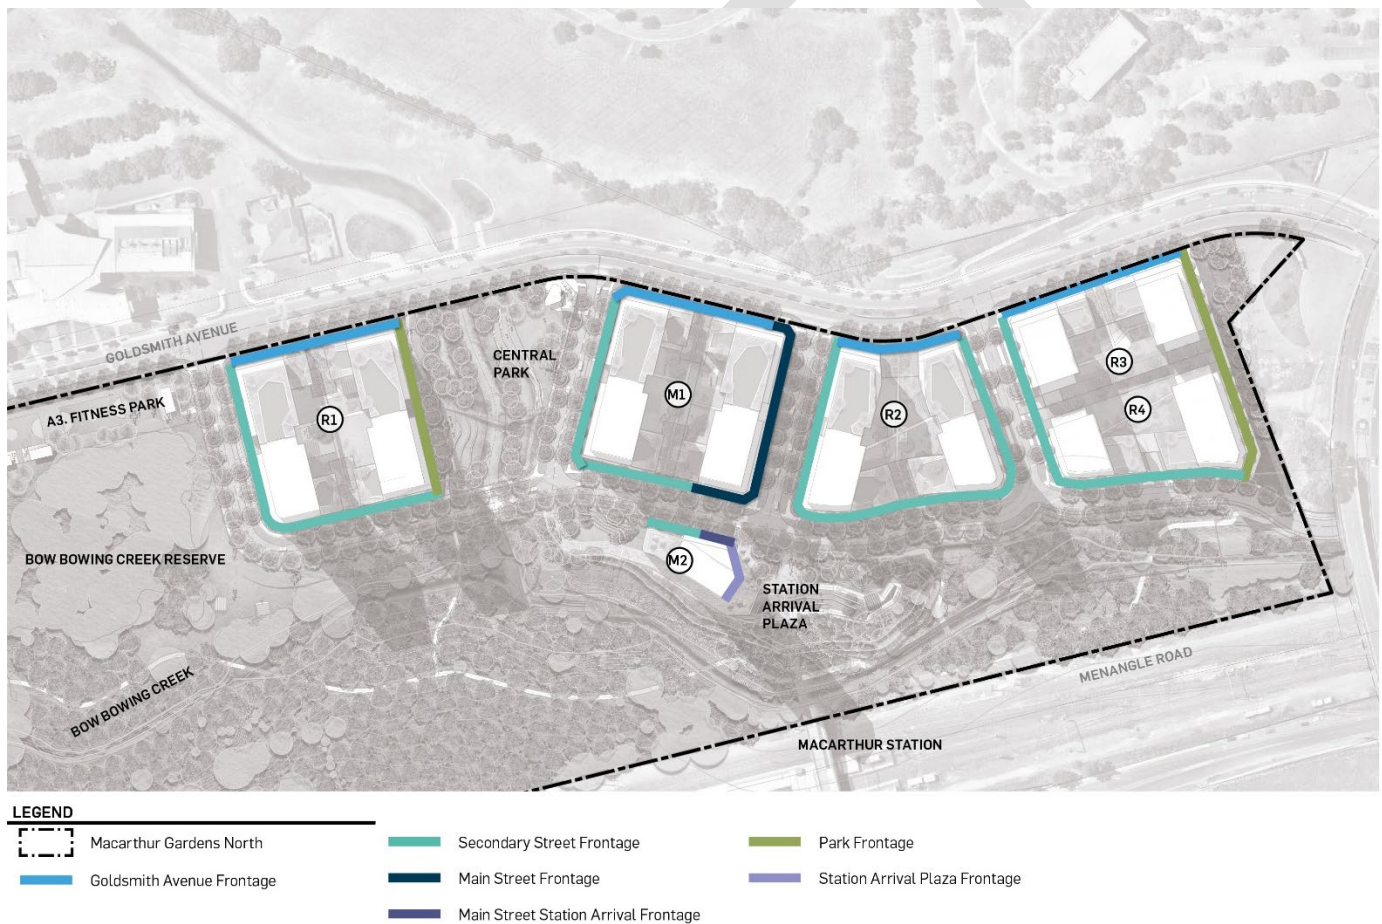 GOLDSMITH AVENUE
A3. FITNESS PARK
CENTRAL
PARK
R1
M1
R2
R3
R4
M2
BOW BOWING CREEK RESERVE
STATION
ARRIVAL
PLAZA
BOW BOWING CREEK
MENANGLE ROAD
MACARTHUR STATION
LEGEND
Macarthur Gardens North
Goldsmith Avenue Frontage
Secondary Street Frontage
Main Street Frontage
Main Street Station Arrival Frontage
Park Frontage
Station Arrival Plaza Frontage